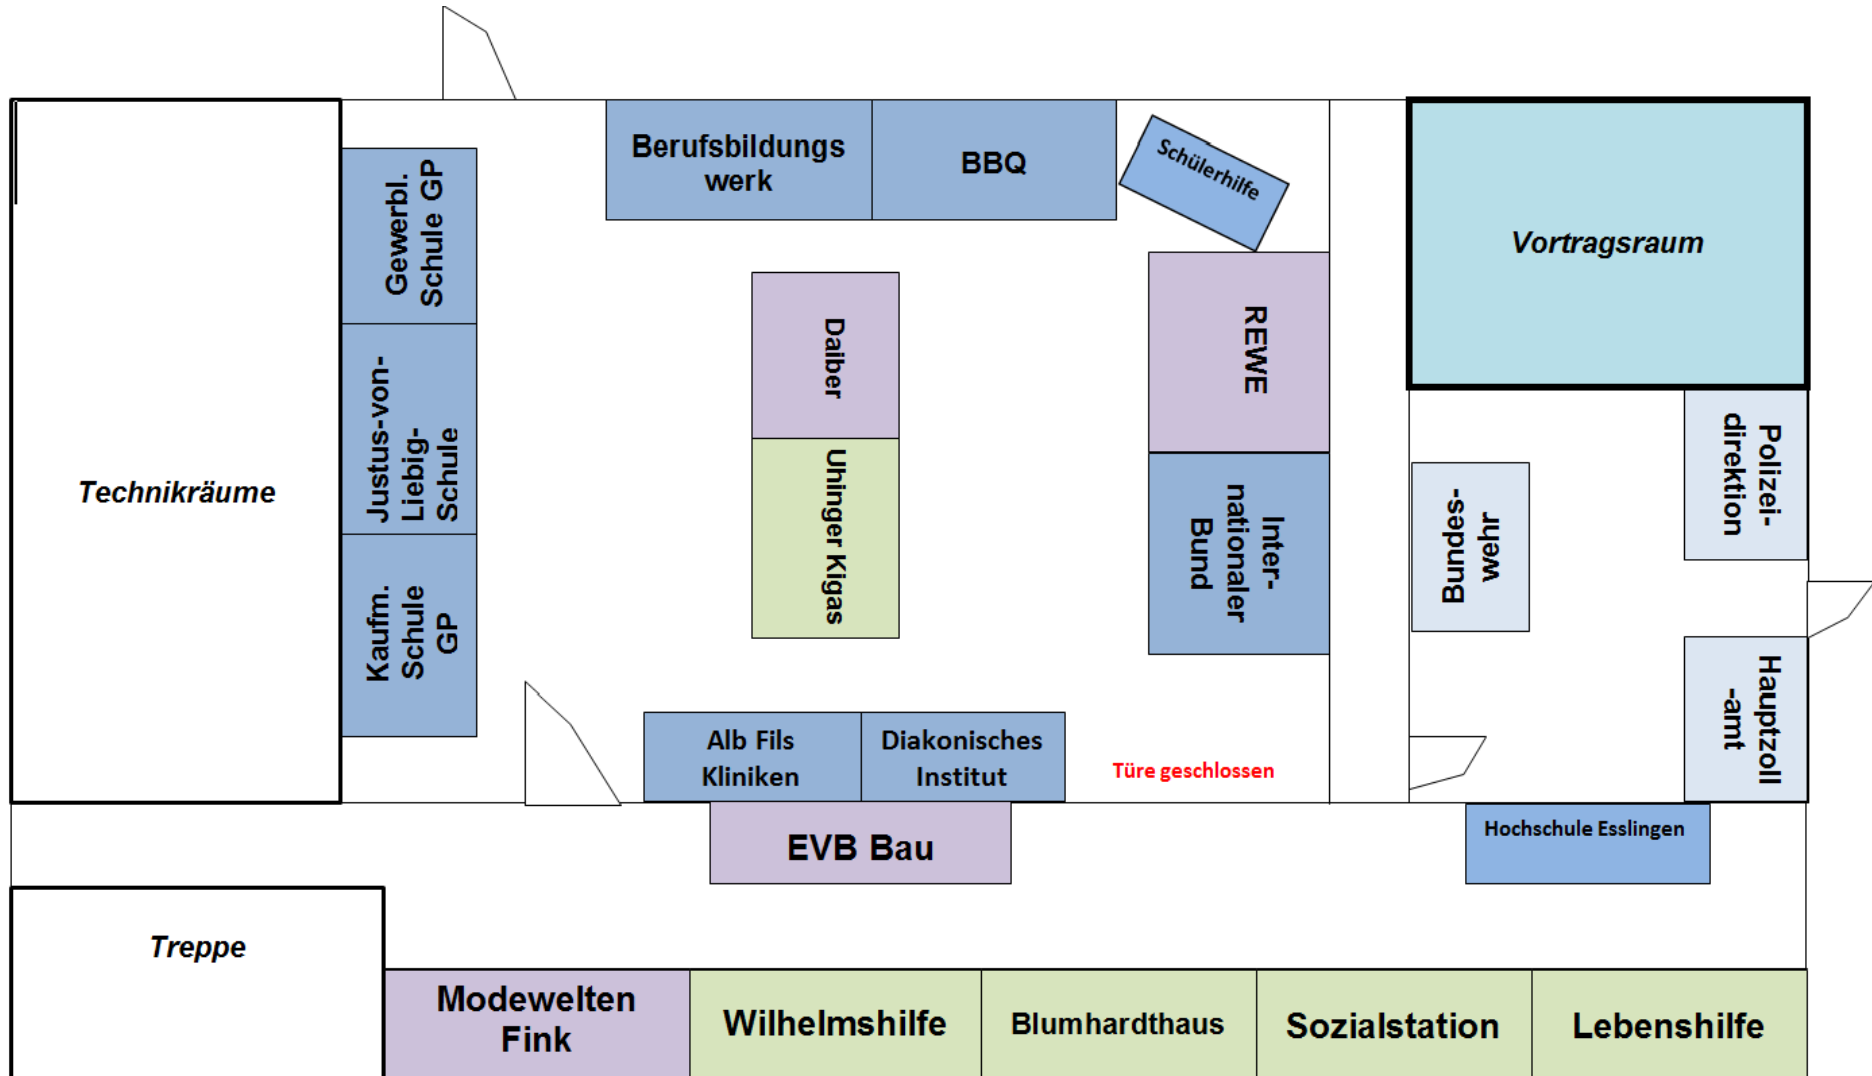 Berufsbildungs
werk
BBQ
Schülerhilfe
Gewerbl.
Schule GP
Vortragsraum
Daiber
REWE
Justus-von-
Liebig-
Schule
Technikräume
Uhinger Kigas
Inter-
nationaler
Bund
Bundes-
wehr
Polizei-
direktion
Kaufm.
Schule
GP
Hauptzoll
-amt
Alb Fils
Kliniken
Diakonisches
Institut
Türe geschlossen
EVB Bau
Hochschule Esslingen
Treppe
Modewelten
Fink
Wilhelmshilfe
Blumhardthaus
Sozialstation
Lebenshilfe